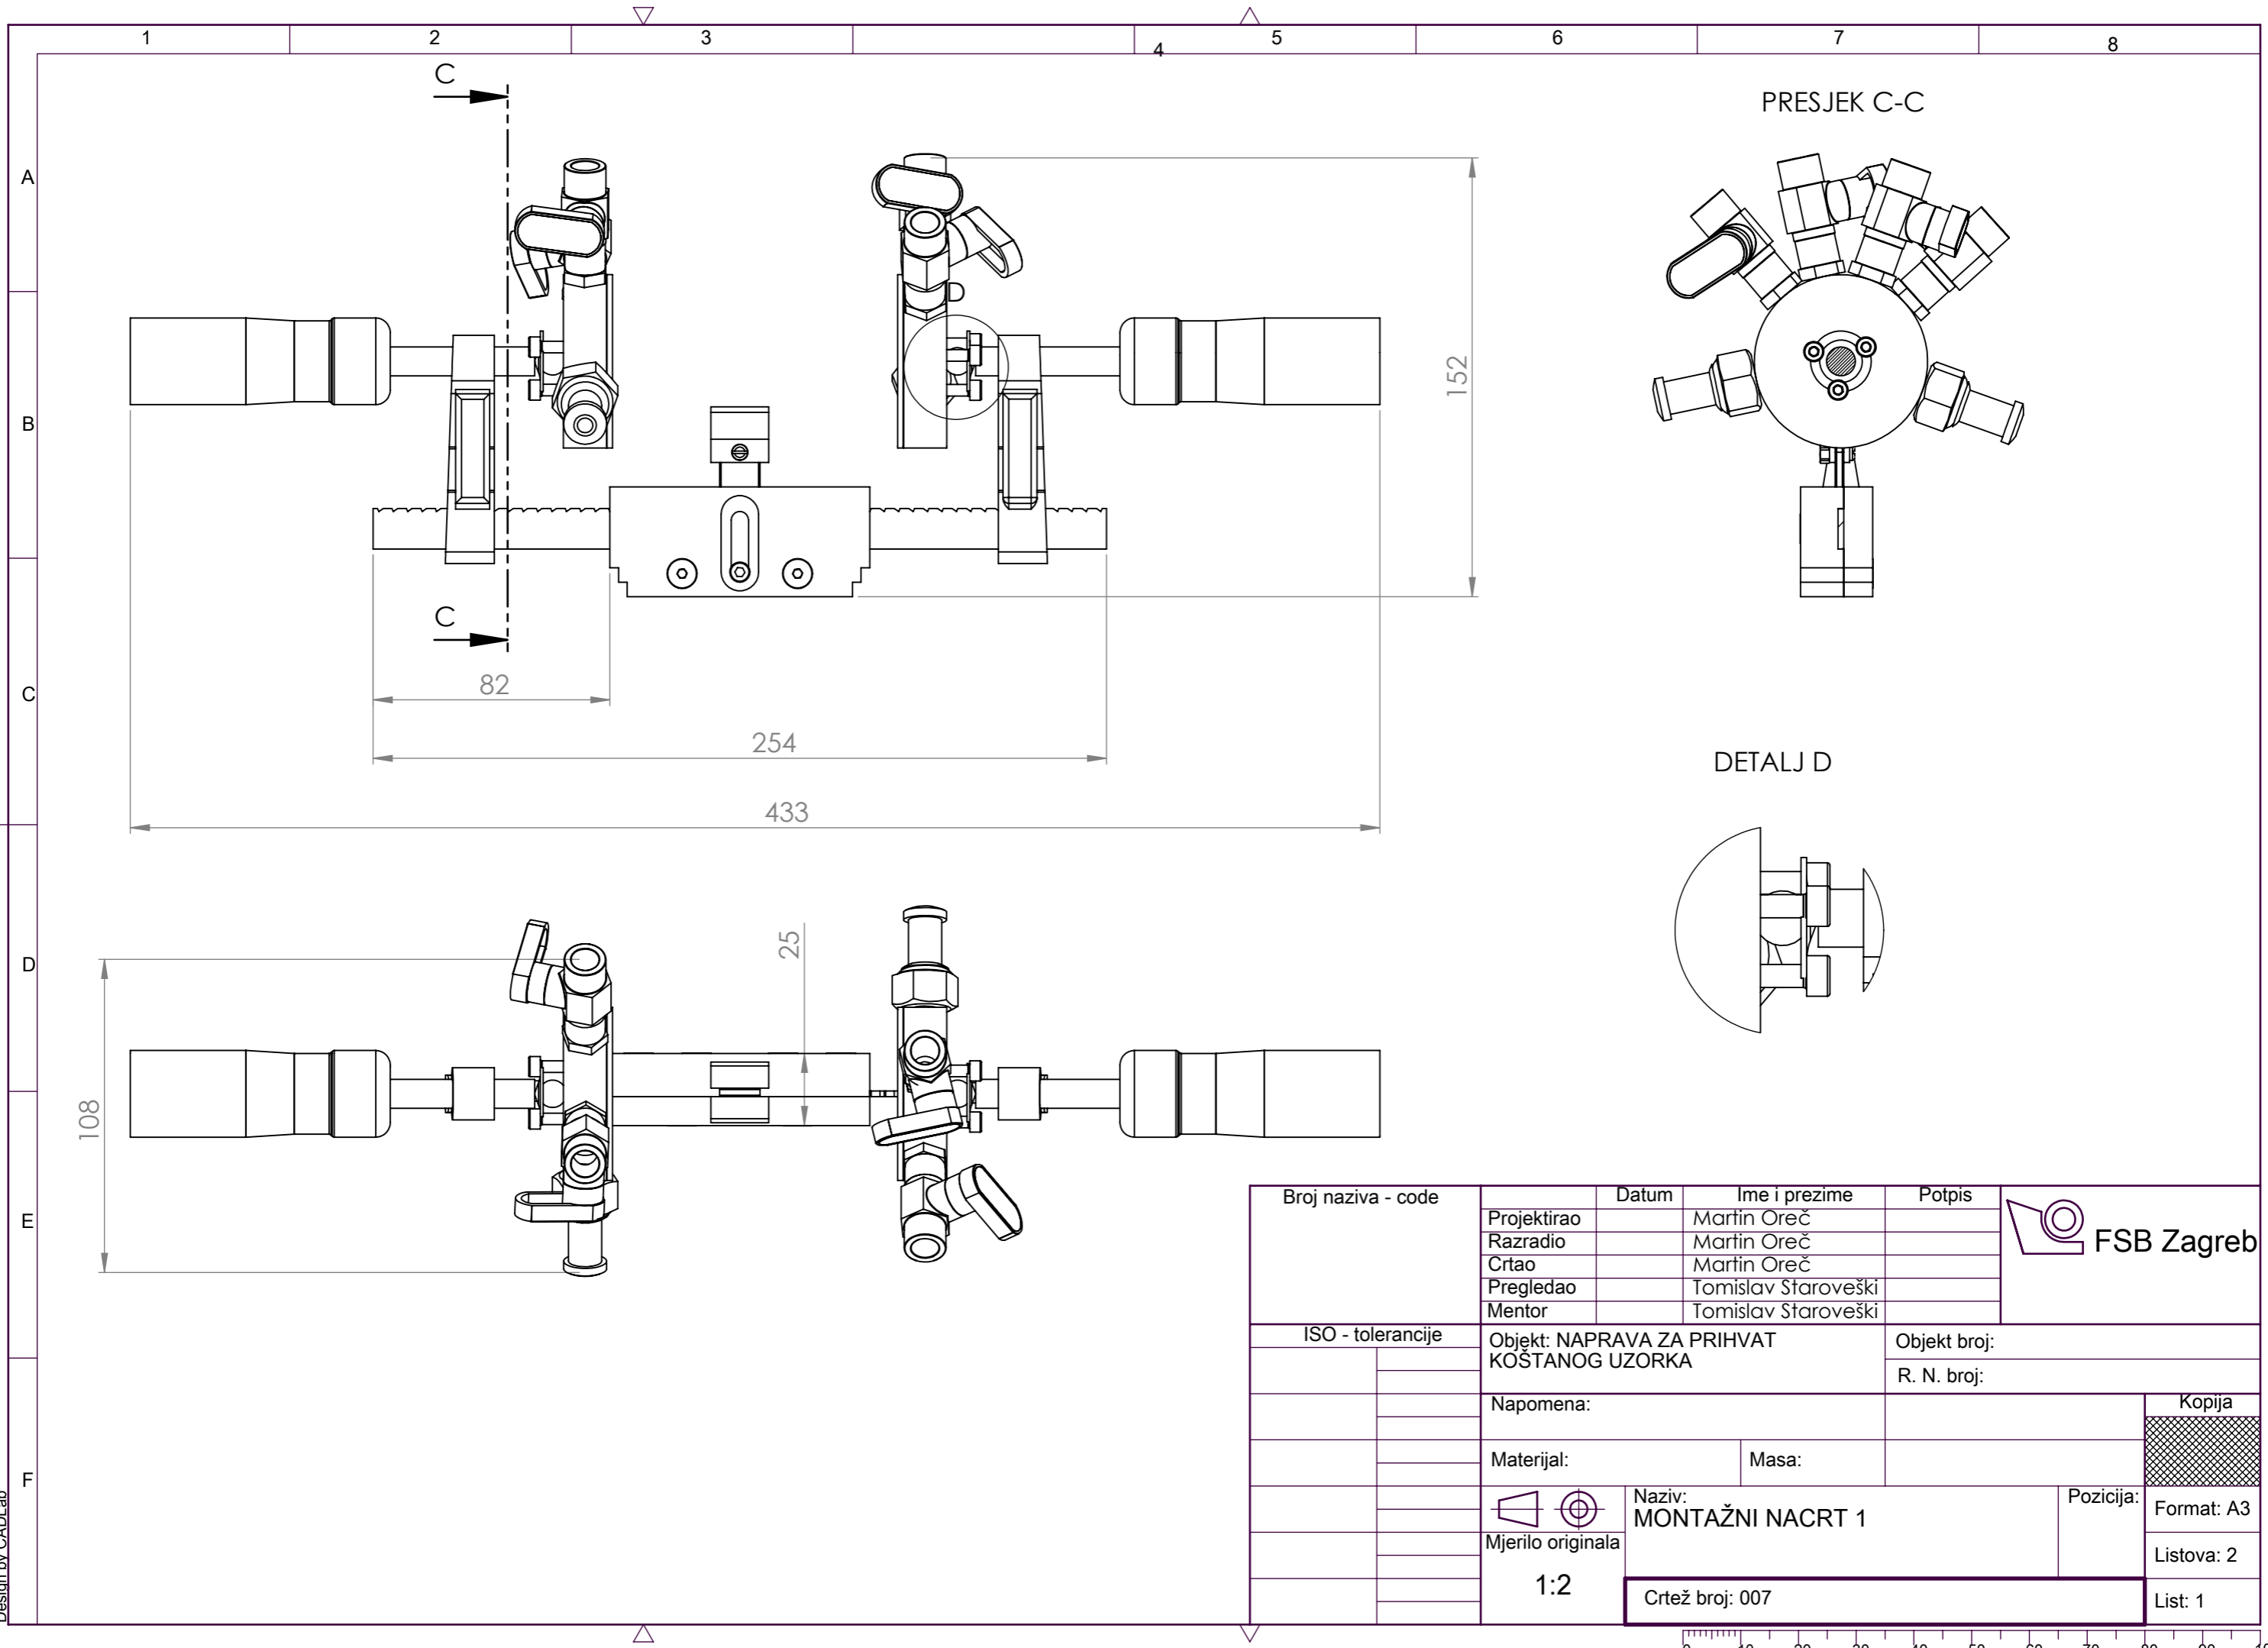 1 2 3 4 5 6 7 8
A
B
C
D
E
F
C
C
PRESJEK C-C
D
152
82
254
433
DETALJ D
25
108
Broj naziva - code
Datum Ime i prezime Potpis
Projektirao Martin Oreč
Razradio Martin Oreč
Crtao Martin Oreč
Pregledao Tomislav Staroveški
Mentor Tomislav Staroveški
FSB Zagreb
ISO - tolerancije
Objekt: NAPRAVA ZA PRIHVAT
KOŠTANOG UZORKA
Objekt broj:
R. N. broj:
Napomena:
Kopija
Materijal: Masa:
Naziv:
MONTAŽNI NACRT 1
Pozicija:
Format: A3
Mjerilo originala
1:2
Listova: 2
Crtež broj: 007
List: 1
Design by CADLab